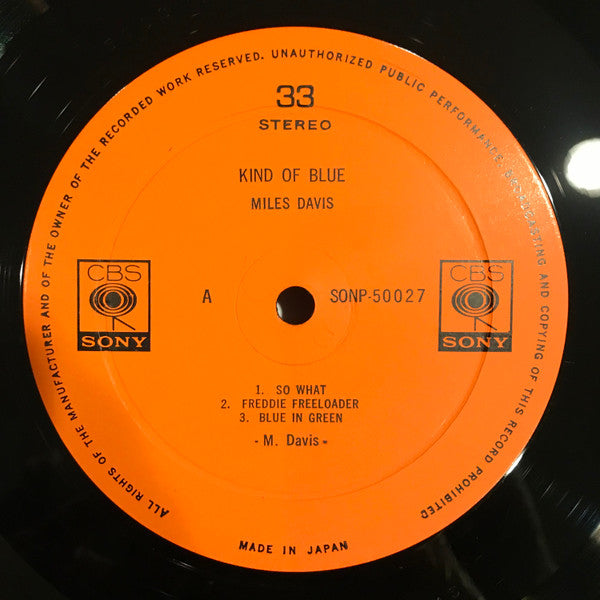 ALL RIGHTS OF THE MANUFACTURER AND OF THE OWNER OF THE RECORDED WORK RESERVED. UNAUTHORIZED PUBLIC PERFORMANCE, BROADCASTING AND COPYING OF THIS RECORD PROHIBITED
33
STEREO
KIND OF BLUE
MILES DAVIS
CBS
SONY
A
SONP-50027
CBS
SONY
1. SO WHAT
2. FREDDIE FREELOADER
3. BLUE IN GREEN
- M. Davis -
MADE IN JAPAN